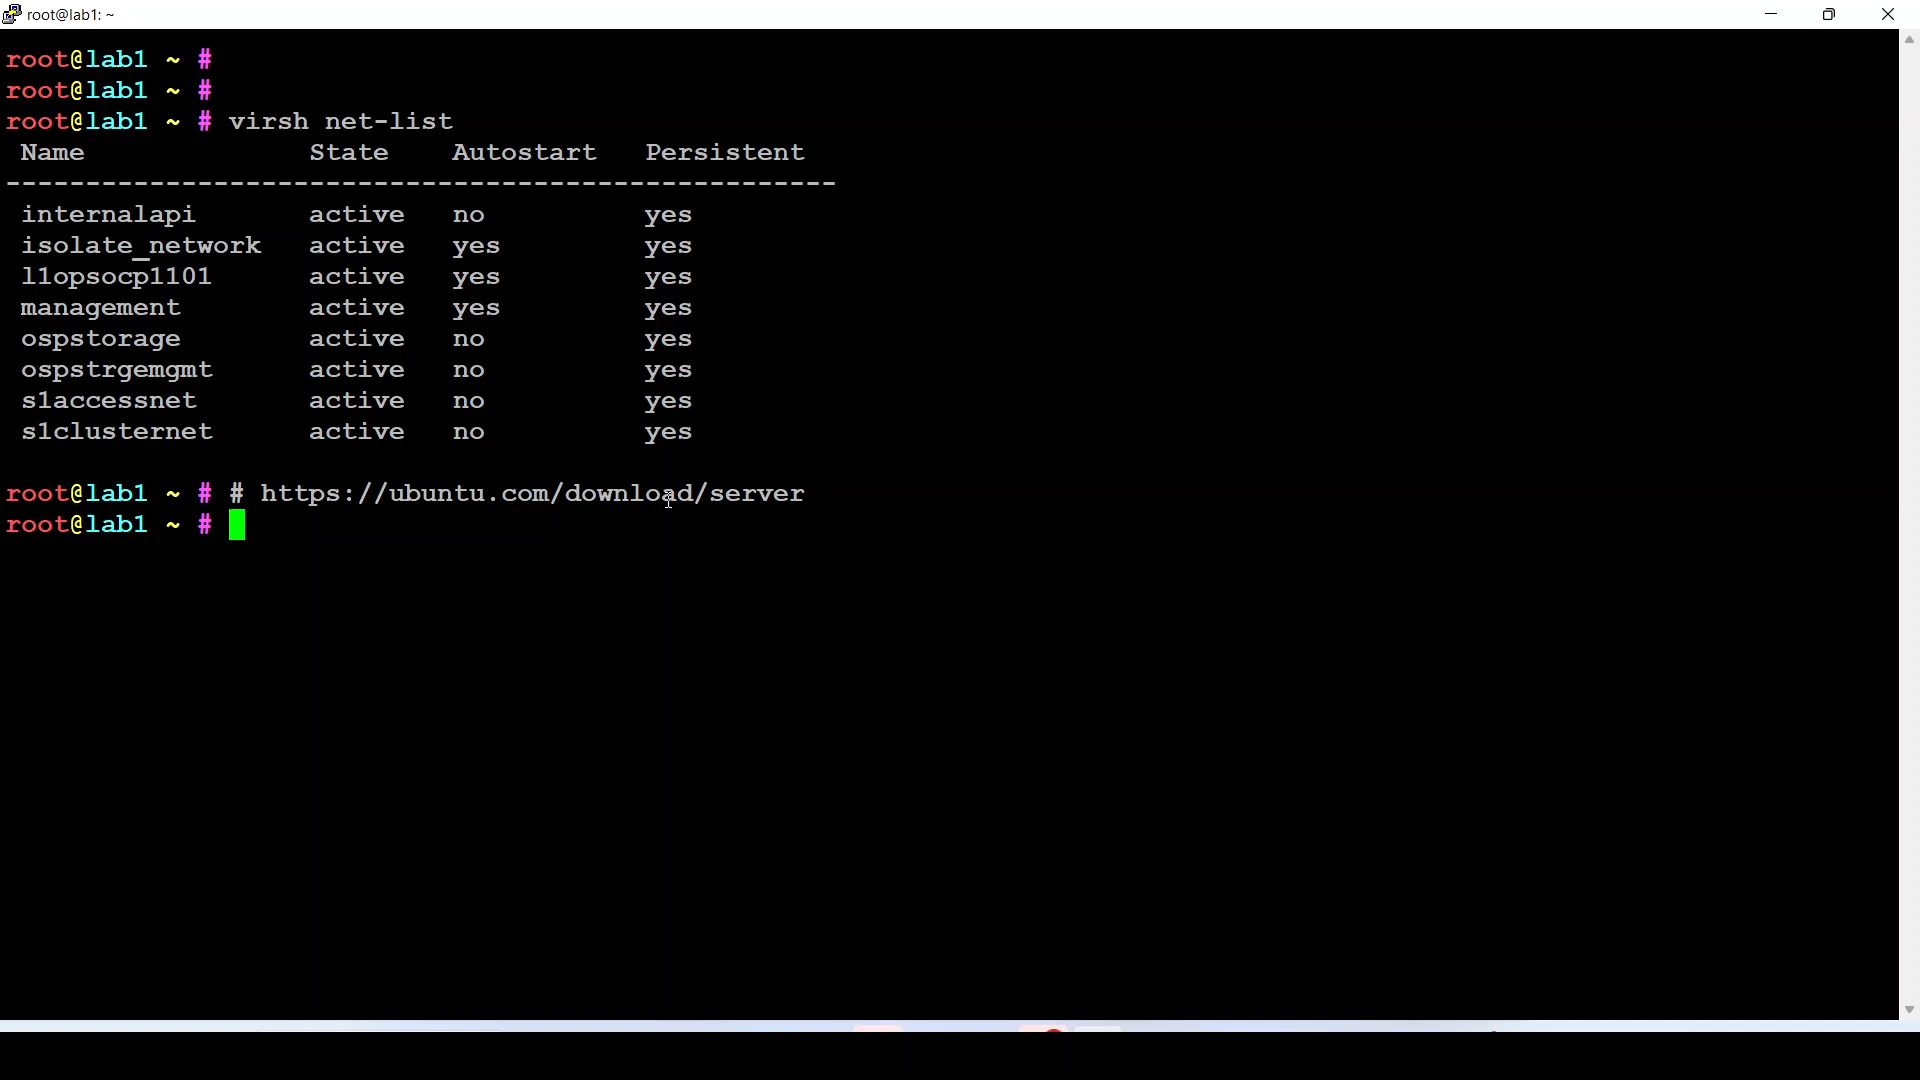 root@lab1: ~
root@lab1 ~ #
root@lab1 ~ #
root@lab1 ~ # virsh net-list
Name State Autostart Persistent
----------------------------------------------------
internalapi active no yes
isolate_network active yes yes
l1opsocp1101 active yes yes
management active yes yes
ospstorage active no yes
ospstrgemgmt active no yes
s1accessnet active no yes
s1clusternet active no yes
root@lab1 ~ # # https://ubuntu.com/download/server
root@lab1 ~ #